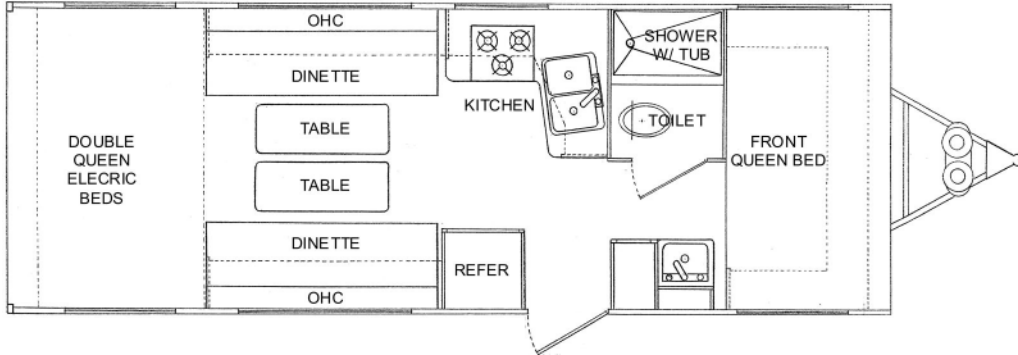 OHC
DINETTE
TABLE
TABLE
DINETTE
OHC
DOUBLE
QUEEN
ELECRIC
BEDS
KITCHEN
REFER
SHOWER
W/ TUB
TOILET
FRONT
QUEEN BED